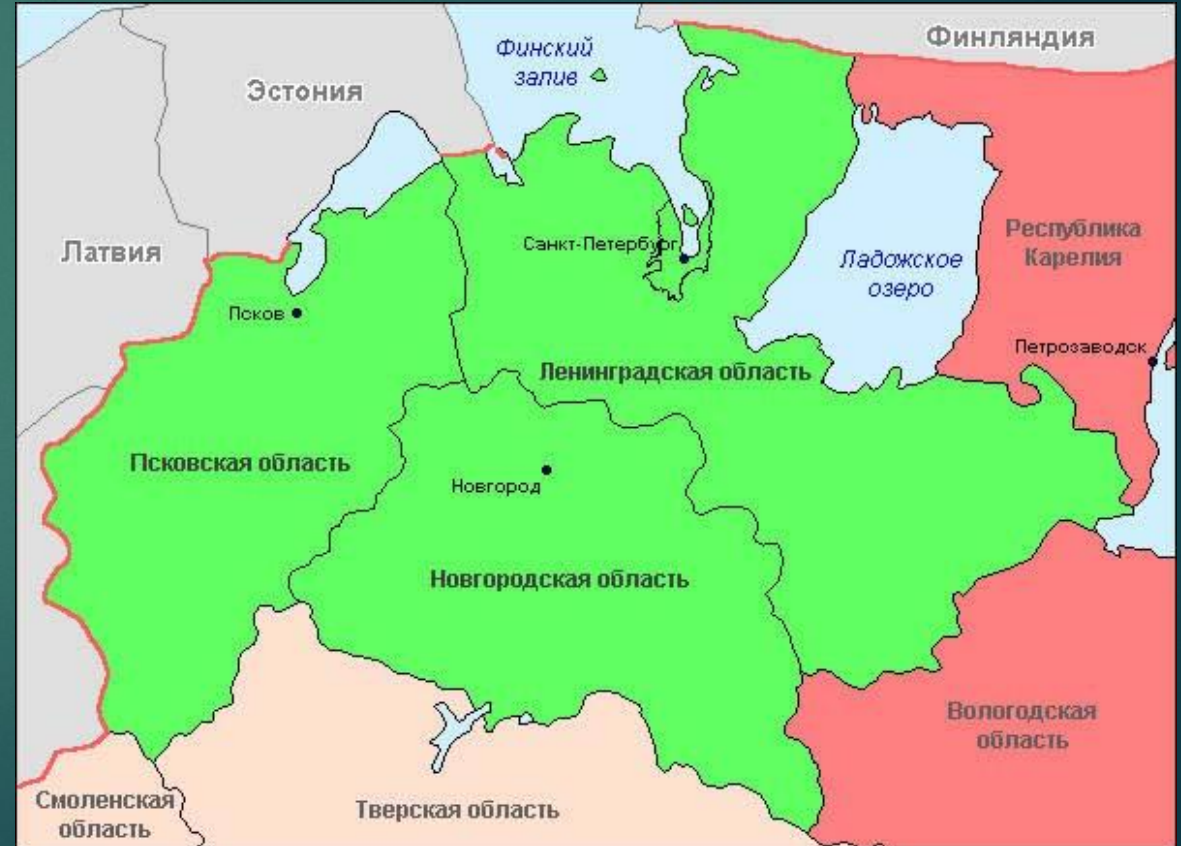 Финляндия
Финский
залив
Эстония
Латвия
Санкт-Петербург
Ладожское
озеро
Республика
Карелия
Псков
Петрозаводск
Ленинградская область
Псковская область
Новгород
Новгородская область
Вологодская
область
Смоленская
область
Тверская область